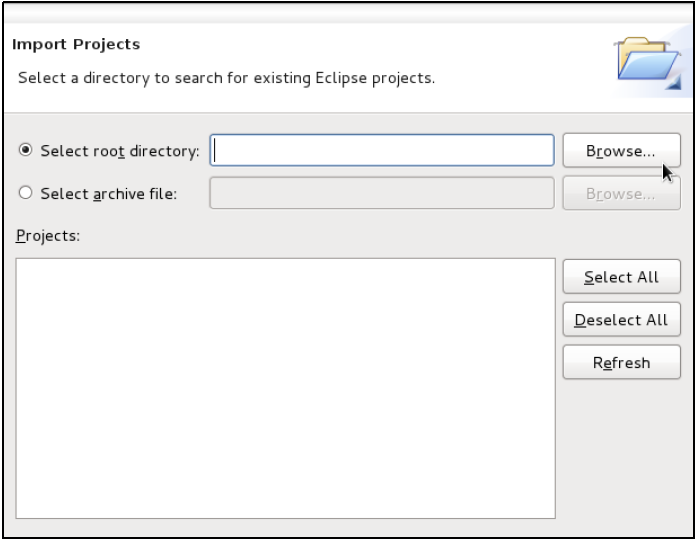 Import Projects
Select a directory to search for existing Eclipse projects.
Select root directory: Browse...
Select archive file: Browse...
Projects:
Select All
Deselect All
Refresh